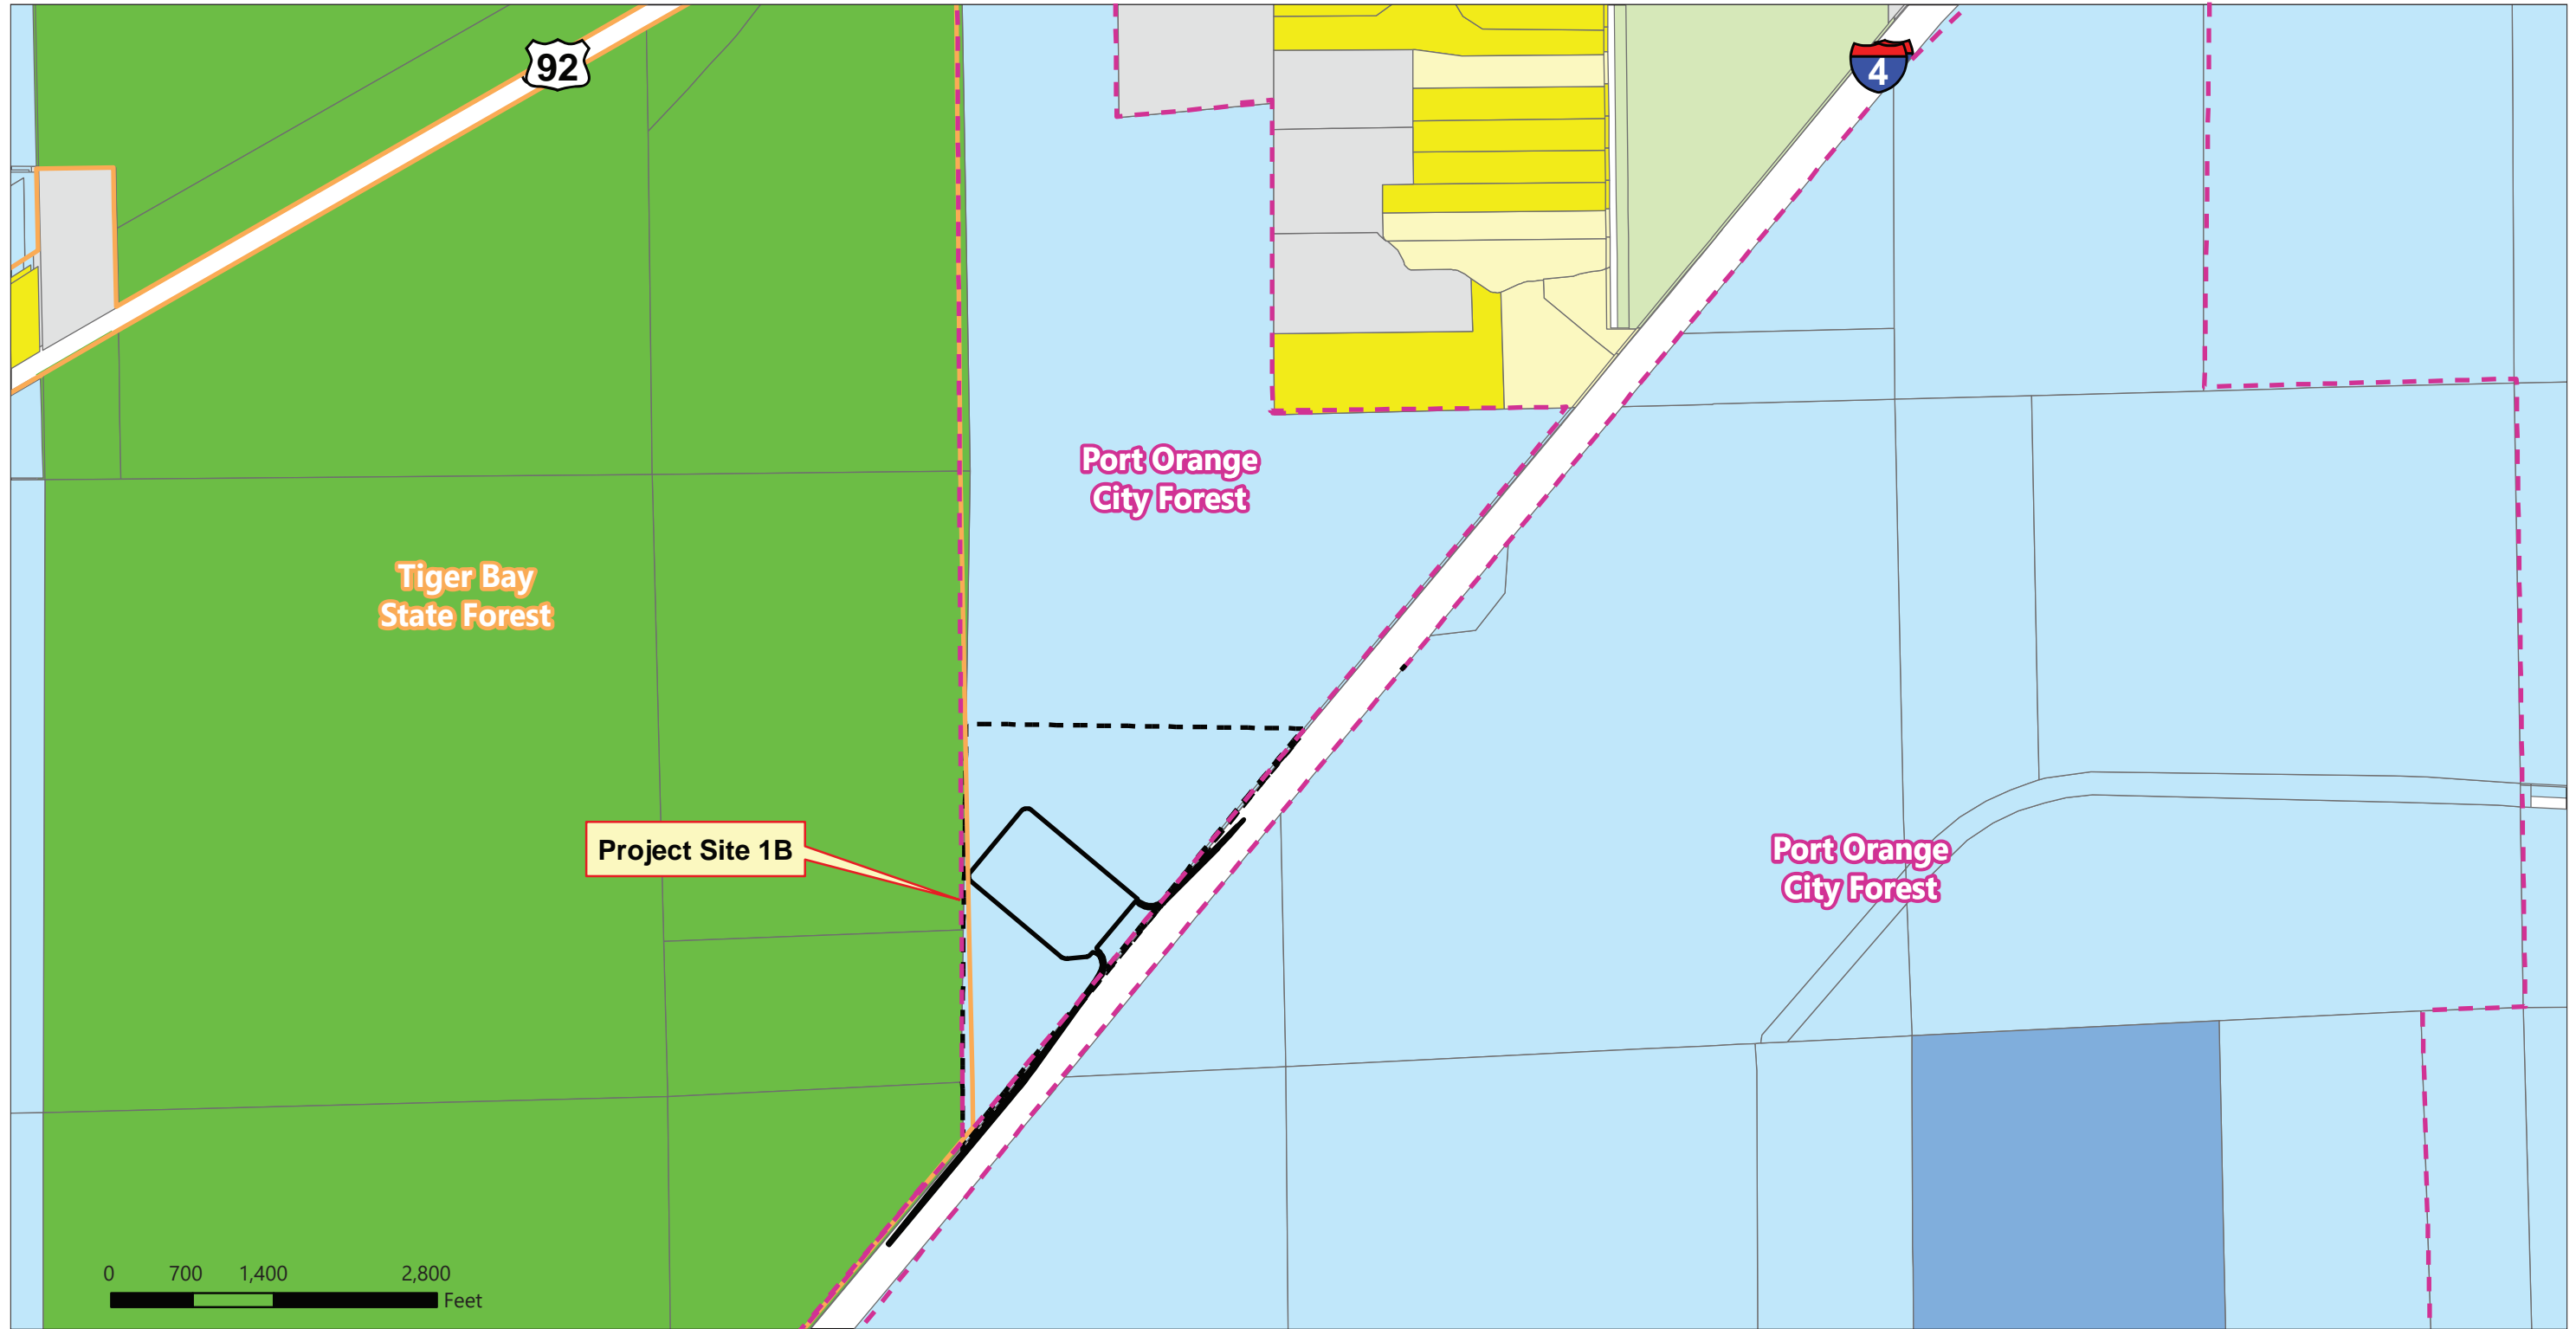 92
4
Port Orange
City Forest
Tiger Bay
State Forest
Project Site 1B
Port Orange
City Forest
0 700 1,400 2,800
Feet